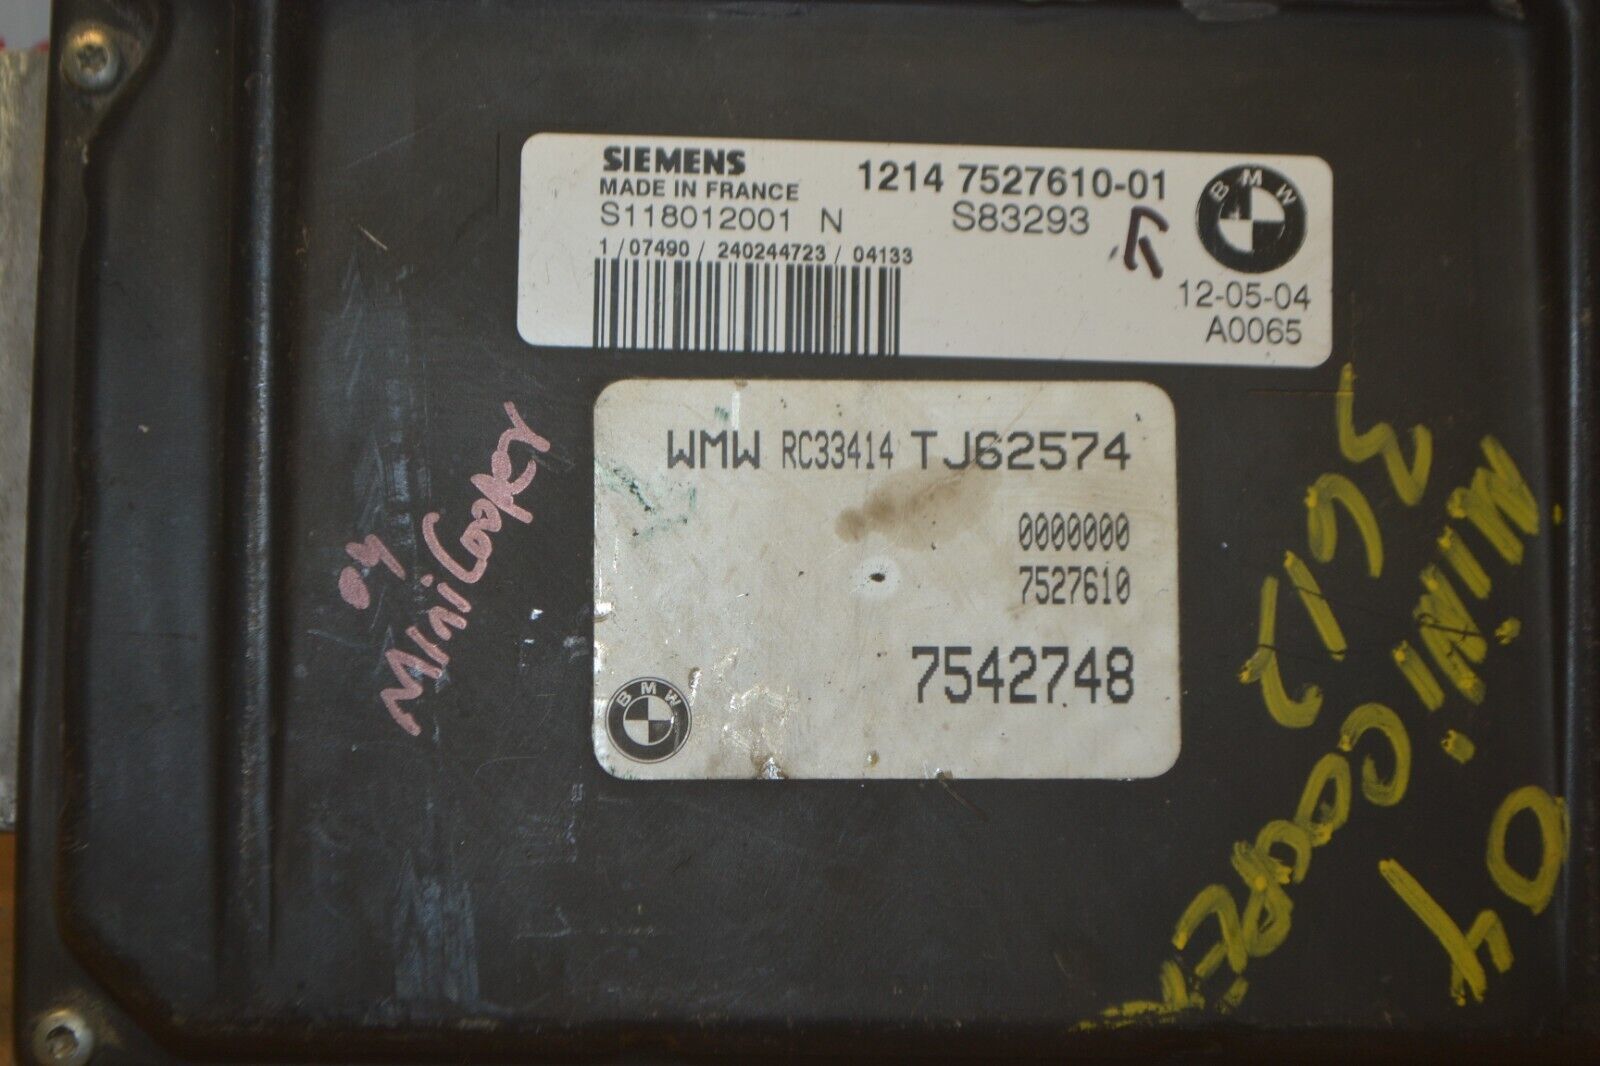 SIEMENS
MADE IN FRANCE
S118012001 N
1214 7527610-01
S83293
1 / 07490 / 240244723 / 04133
BMW
12-05-04
A0065
WMW RC33414 TJ62574
0000000
7527610
7542748
BMW
04
Mini Cooper
3612
MINI COOPER
04